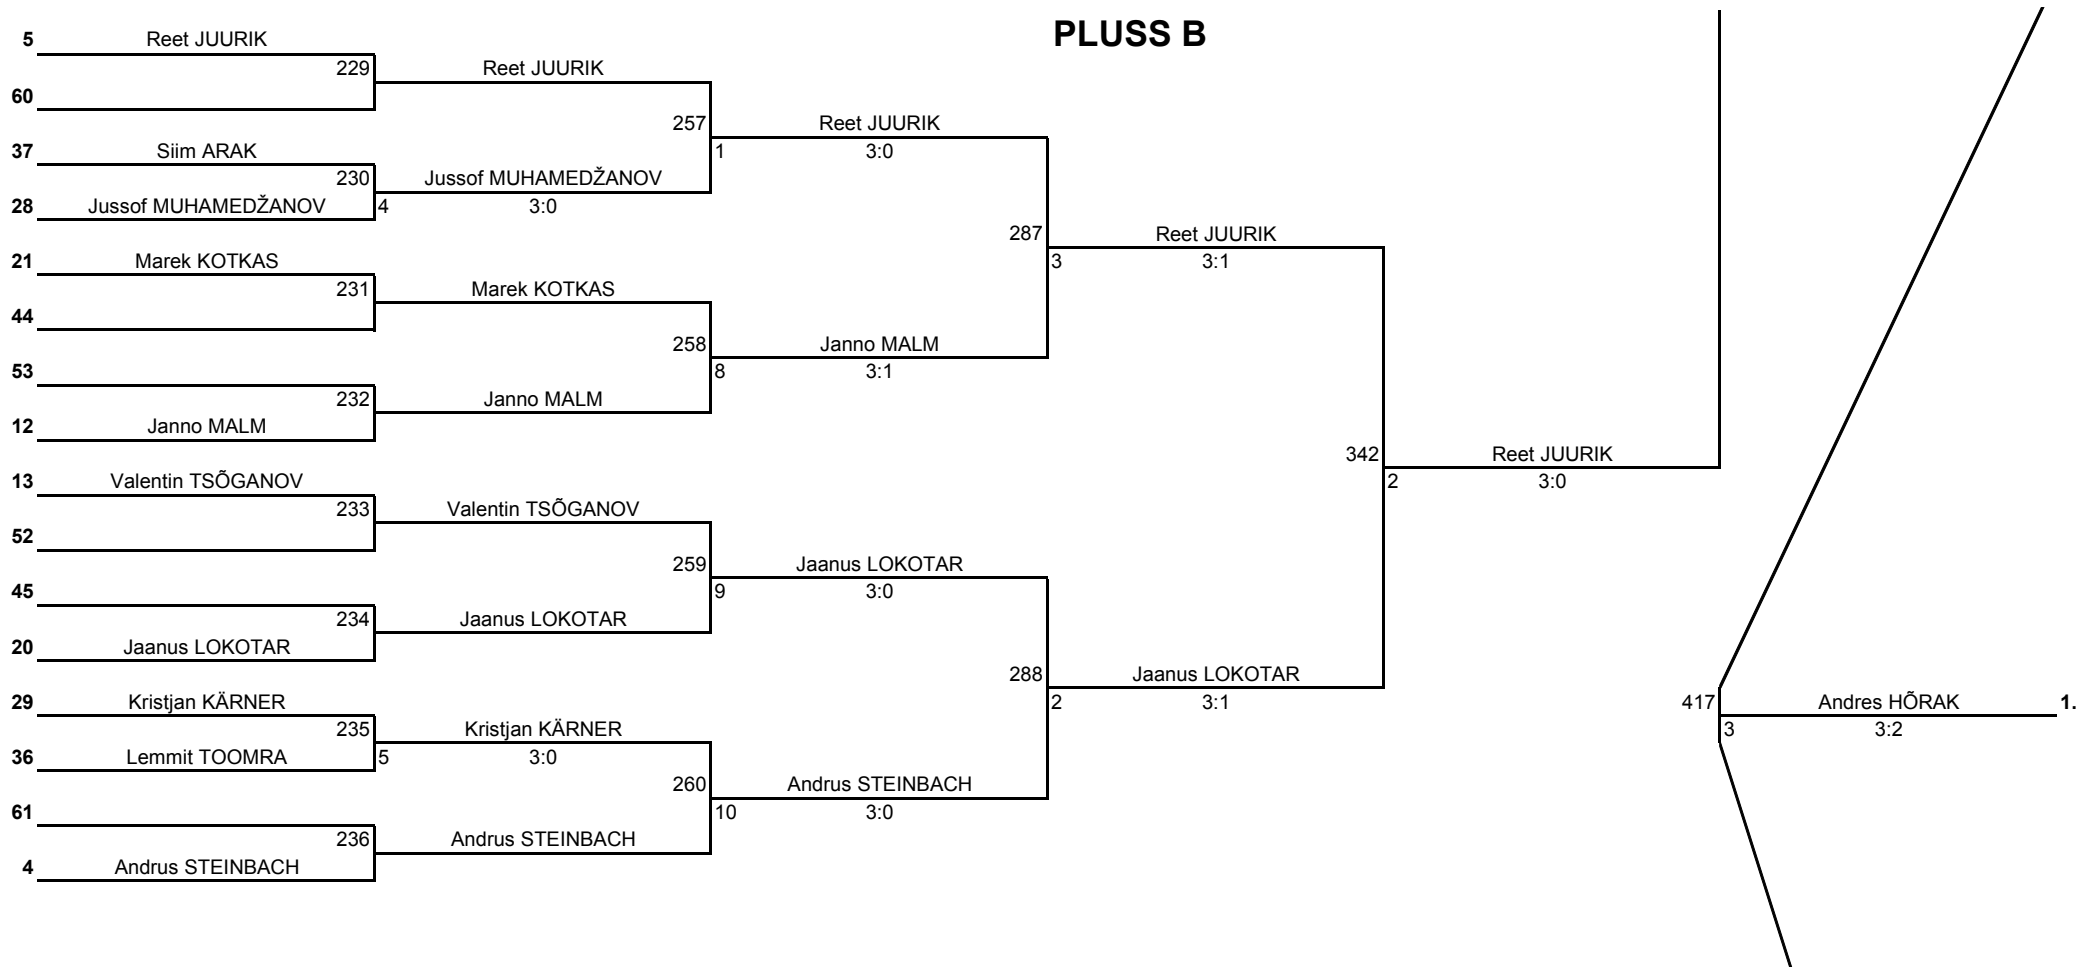 PLUSS B
5 Reet JUURIK
229 Reet JUURIK
60
257 Reet JUURIK
37 Siim ARAK
1 3:0
230 Jussof MUHAMEDŽANOV
28 Jussof MUHAMEDŽANOV 4 3:0
287 Reet JUURIK
21 Marek KOTKAS
3 3:1
231 Marek KOTKAS
44
258 Janno MALM
53
8 3:1
232 Janno MALM
12 Janno MALM
342 Reet JUURIK
13 Valentin TSÕGANOV
2 3:0
233 Valentin TSÕGANOV
52
259 Jaanus LOKOTAR
45
9 3:0
234 Jaanus LOKOTAR
20 Jaanus LOKOTAR
288 Jaanus LOKOTAR
29 Kristjan KÄRNER
2 3:1
417 Andres HÕRAK 1.
235 Kristjan KÄRNER
3 3:2
36 Lemmit TOOMRA 5 3:0
260 Andrus STEINBACH
61
10 3:0
236 Andrus STEINBACH
4 Andrus STEINBACH